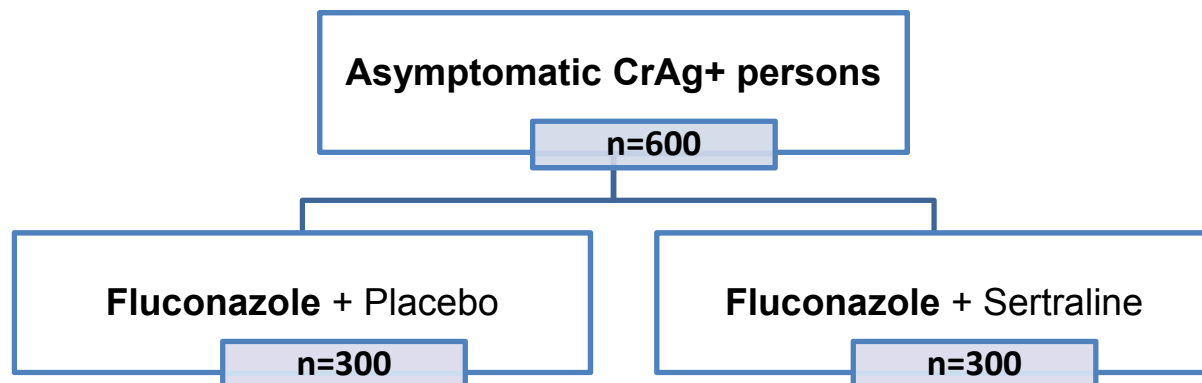 Asymptomatic CrAg+ persons
n=600
Fluconazole + Placebo
n=300
Fluconazole + Sertraline
n=300